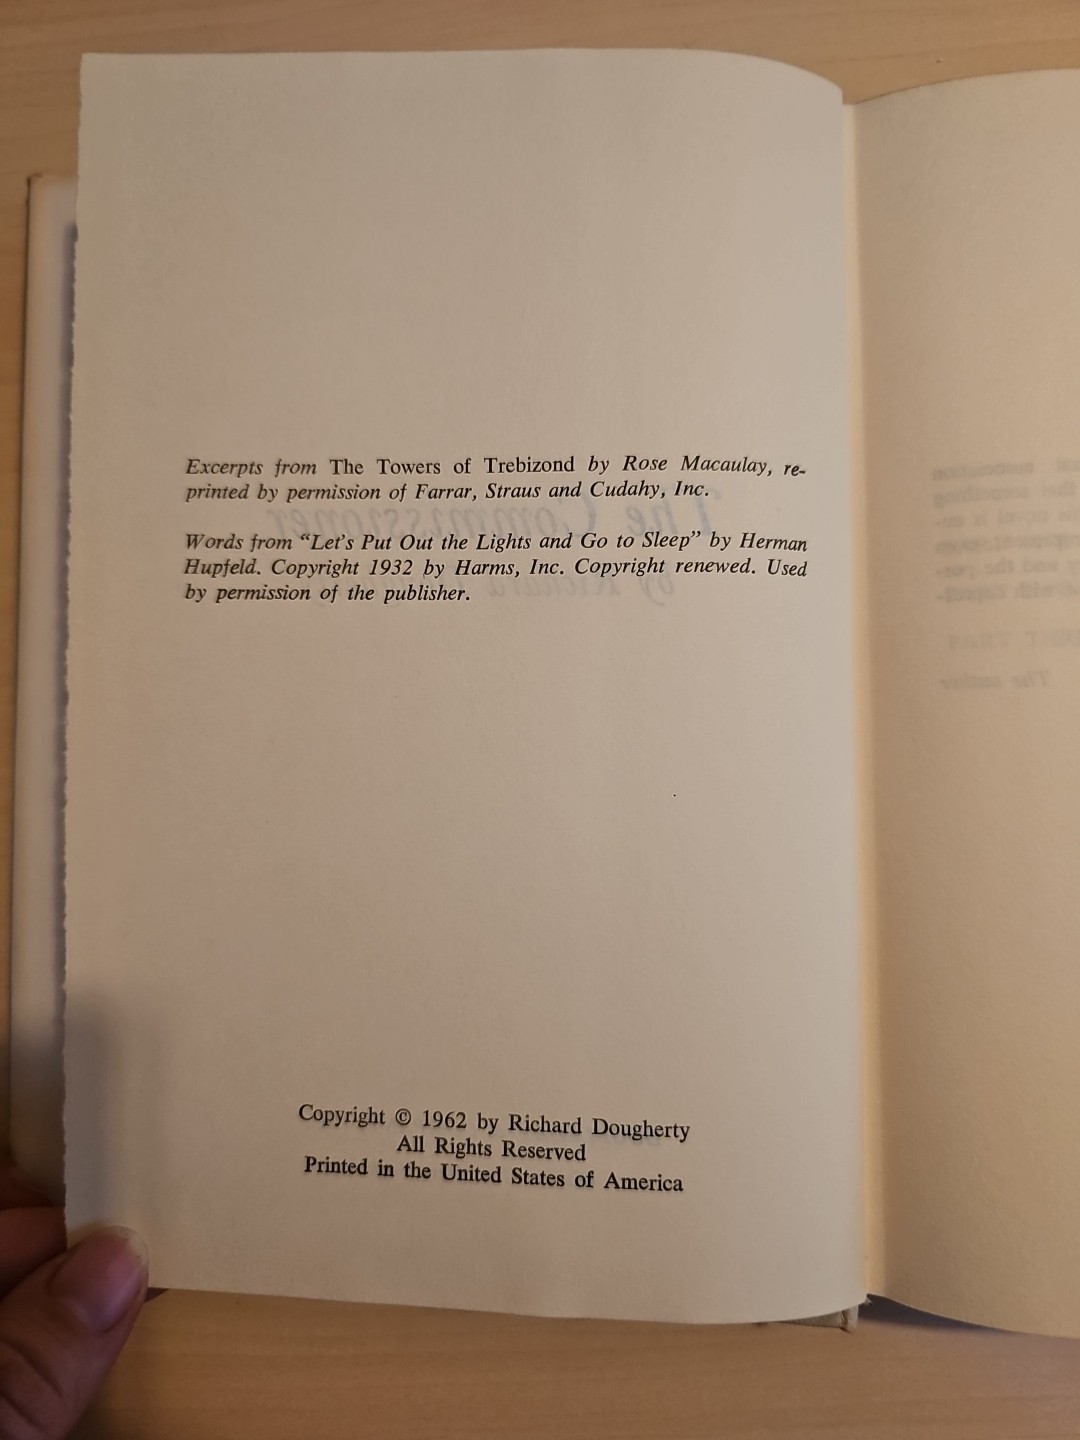 Excerpts from The Towers of Trebizond by Rose Macaulay, re-
printed by permission of Farrar, Straus and Cudahy, Inc.
Words from “Let’s Put Out the Lights and Go to Sleep” by Herman
Hupfeld. Copyright 1932 by Harms, Inc. Copyright renewed. Used
by permission of the publisher.
Copyright © 1962 by Richard Dougherty
All Rights Reserved
Printed in the United States of America